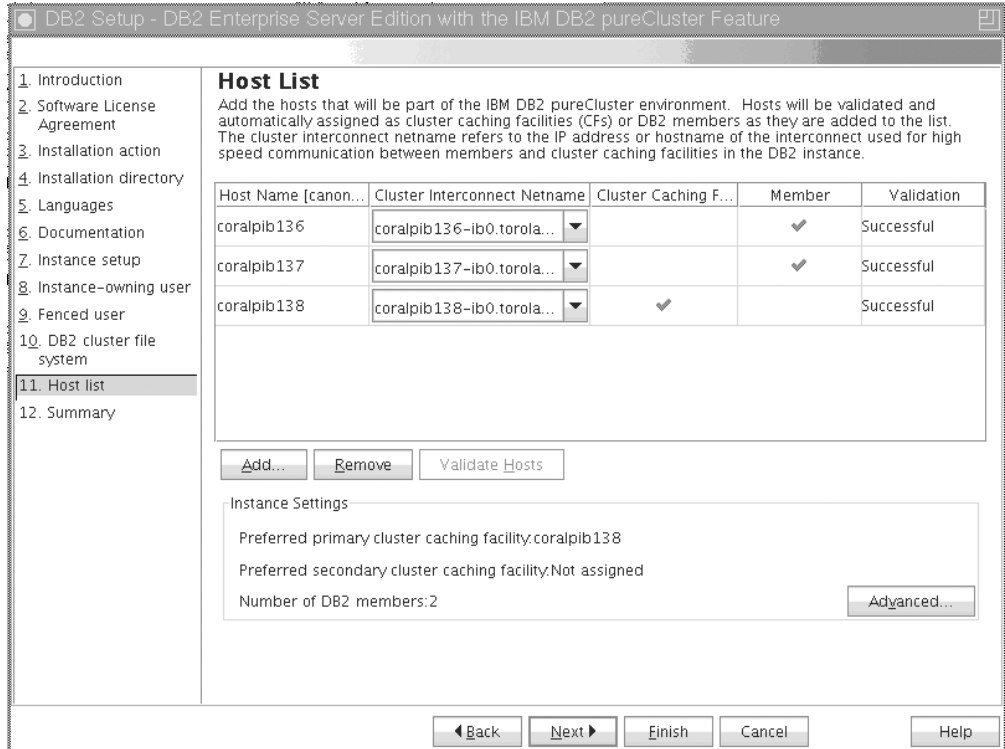 DB2 Setup - DB2 Enterprise Server Edition with the IBM DB2 pureCluster Feature
1. Introduction
2. Software License
Agreement
3. Installation action
4. Installation directory
5. Languages
6. Documentation
7. Instance setup
8. Instance-owning user
9. Fenced user
10. DB2 cluster file
system
11. Host list
12. Summary
Host List
Add the hosts that will be part of the IBM DB2 pureCluster environment. Hosts will be validated and
automatically assigned as cluster caching facilities (CFs) or DB2 members as they are added to the list.
The cluster interconnect netname refers to the IP address or hostname of the interconnect used for high
speed communication between members and cluster caching facilities in the DB2 instance.
Host Name [canon... Cluster Interconnect Netname Cluster Caching F... Member Validation
coralpib136 coralpib136-ib0.torola... Successful
coralpib137 coralpib137-ib0.torola... Successful
coralpib138 coralpib138-ib0.torola... Successful
Add... Remove Validate Hosts
Instance Settings
Preferred primary cluster caching facility:coralpib138
Preferred secondary cluster caching facility:Not assigned
Number of DB2 members:2
Advanced...
Back Next Finish Cancel Help